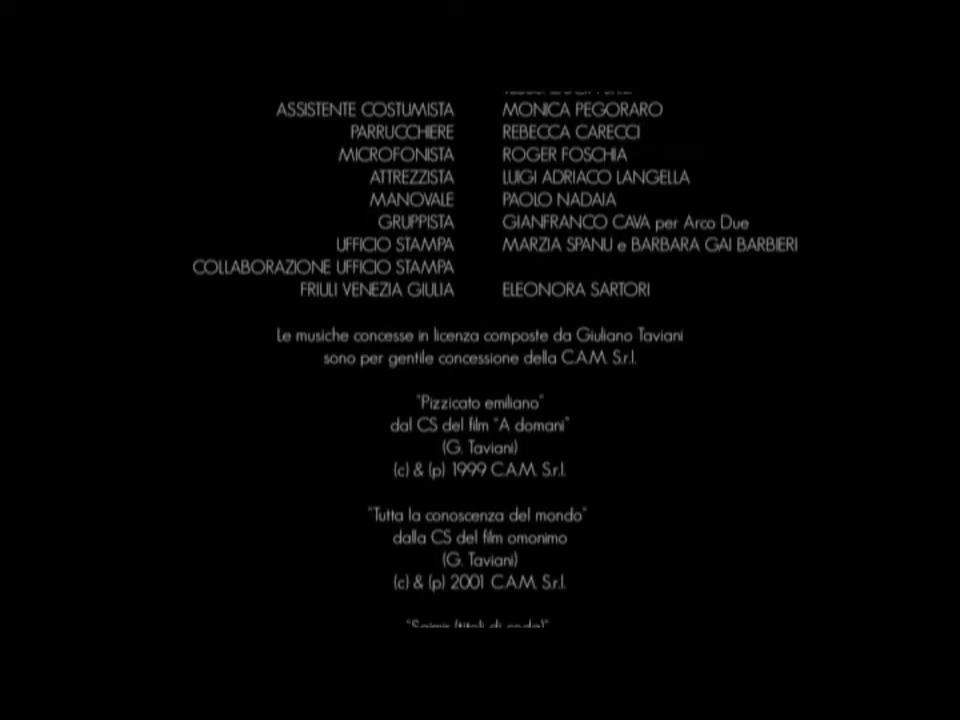 ASSISTENTE COSTUMISTA MONICA PEGORARO
PARRUCCHIERE REBECCA CARECCI
MICROFONISTA ROGER FOSCHIA
ATTREZZISTA LUIGI ADRIACO LANGELLA
MANOVALE PAOLO NADAIA
GRUPPISTA GIANFRANCO CAVA per Arco Due
UFFICIO STAMPA MARZIA SPANU e BARBARA GAI BARBIERI
COLLABORAZIONE UFFICIO STAMPA
FRIULI VENEZIA GIULIA ELEONORA SARTORI
Le musiche concesse in licenza composte da Giuliano Taviani
sono per gentile concessione della C.A.M. S.r.l.
"Pizzicato emiliano"
dal CS del film "A domani"
(G. Taviani)
(c) & (p) 1999 C.A.M. S.r.l.
"Tutta la conoscenza del mondo"
dalla CS del film omonimo
(G. Taviani)
(c) & (p) 2001 C.A.M. S.r.l.
(titoli di coda)"